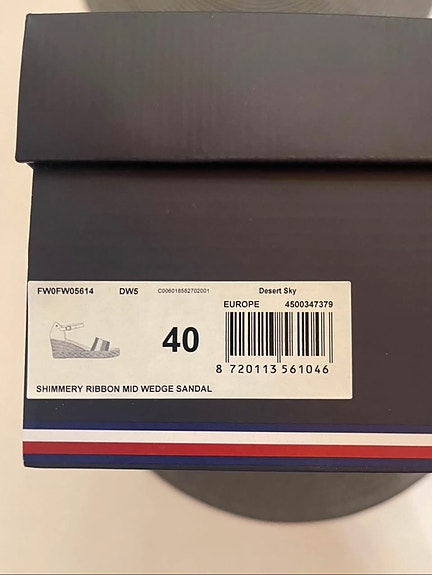 FW0FW05614 DW5 C006018582702001 Desert Sky
EUROPE 4500347379
40
8 720113 561046
SHIMMERY RIBBON MID WEDGE SANDAL